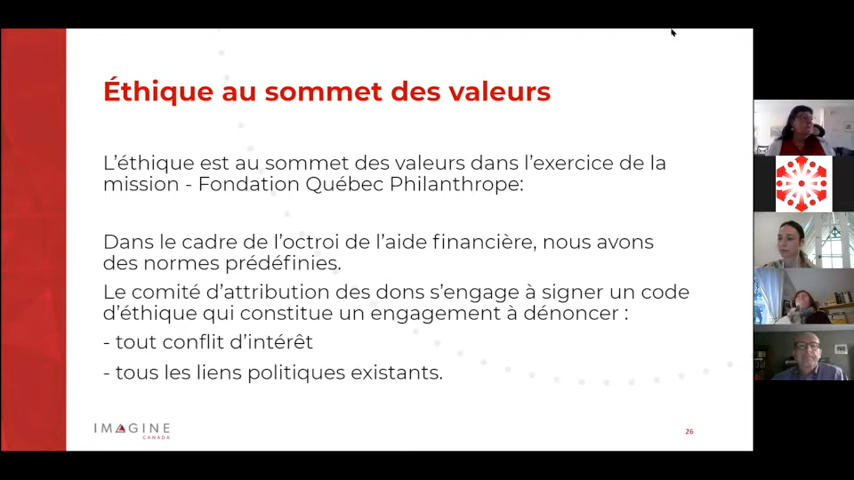 Éthique au sommet des valeurs
L'éthique est au sommet des valeurs dans l'exercice de la
mission - Fondation Québec Philanthrope:
Dans le cadre de l'octroi de l'aide financière, nous avons
des normes prédéfinies.
Le comité d'attribution des dons s'engage à signer un code
d'éthique qui constitue un engagement à dénoncer :
- tout conflit d'intérêt
- tous les liens politiques existants.
IMAGINE
CANADA
26